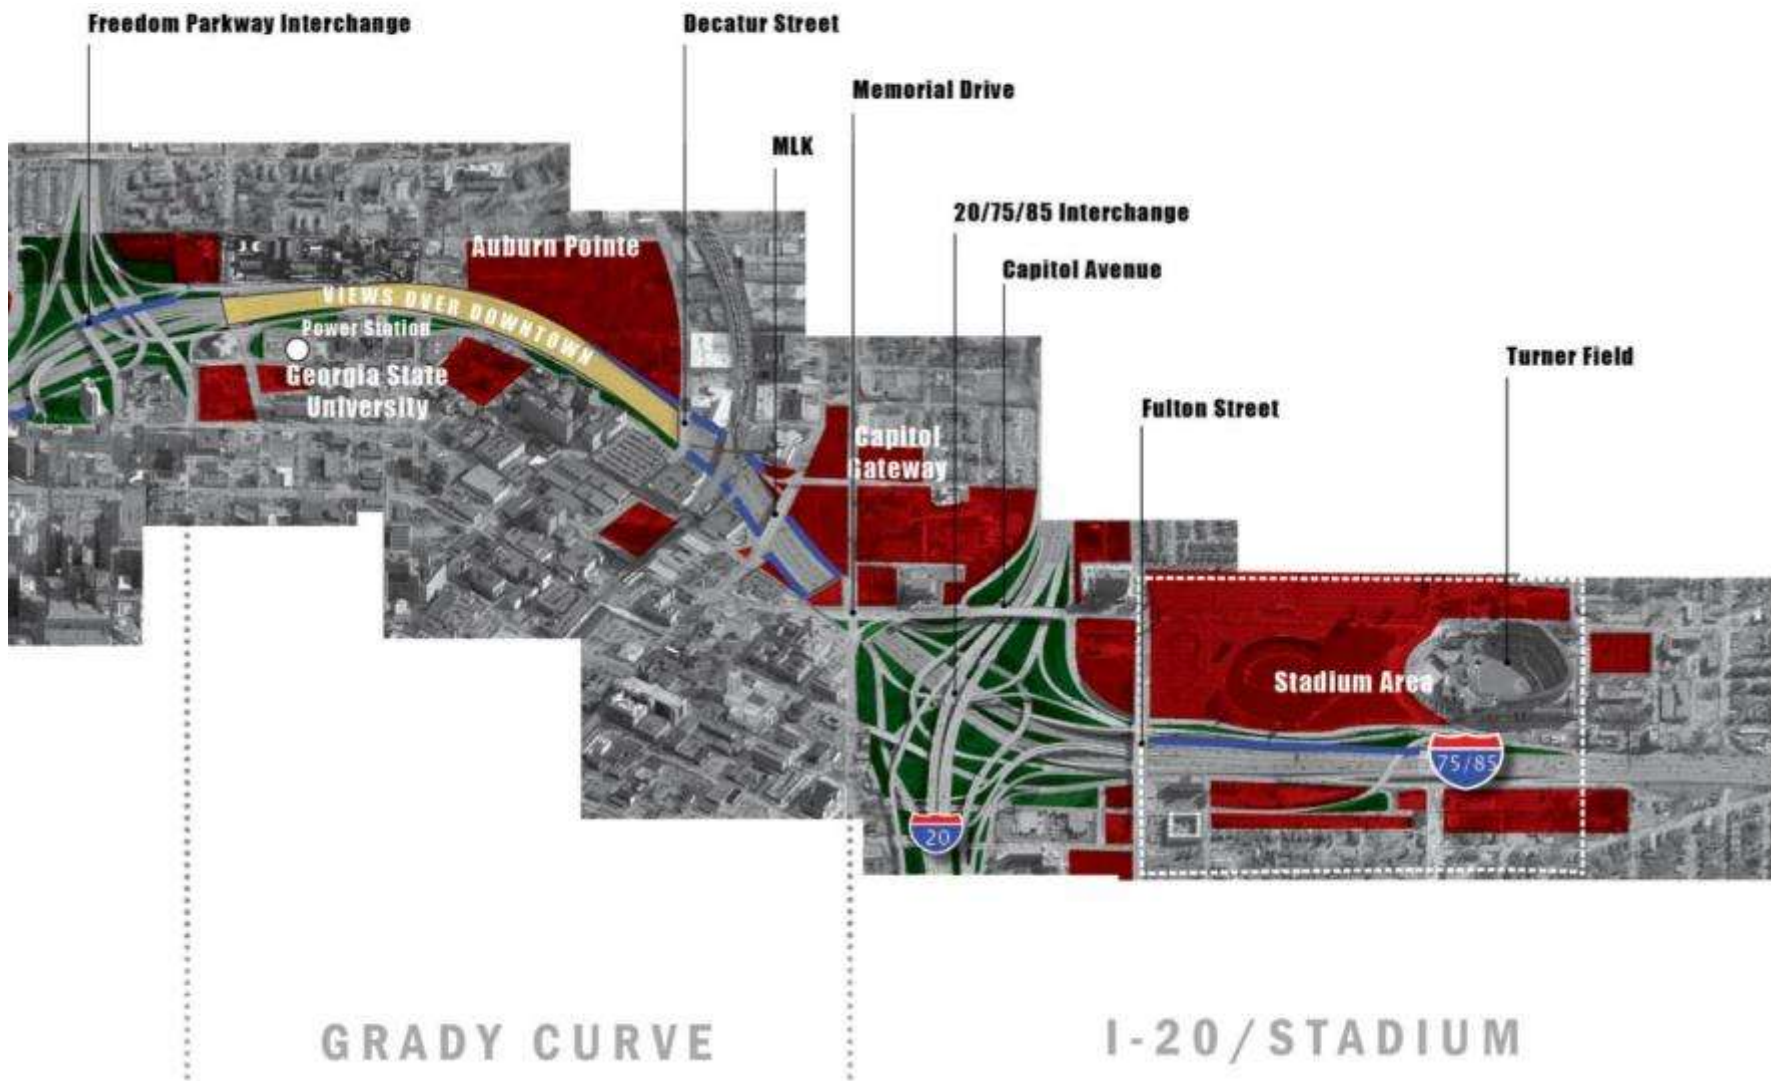 Freedom Parkway Interchange
Decatur Street
Memorial Drive
MLK
20/75/85 Interchange
Auburn Pointe
Capitol Avenue
VIEWS OVER DOWNTOWN
Power Station
Turner Field
Georgia State
University
Fulton Street
Capitol
Gateway
Stadium Area
75/85
20
GRADY CURVE
I-20/STADIUM